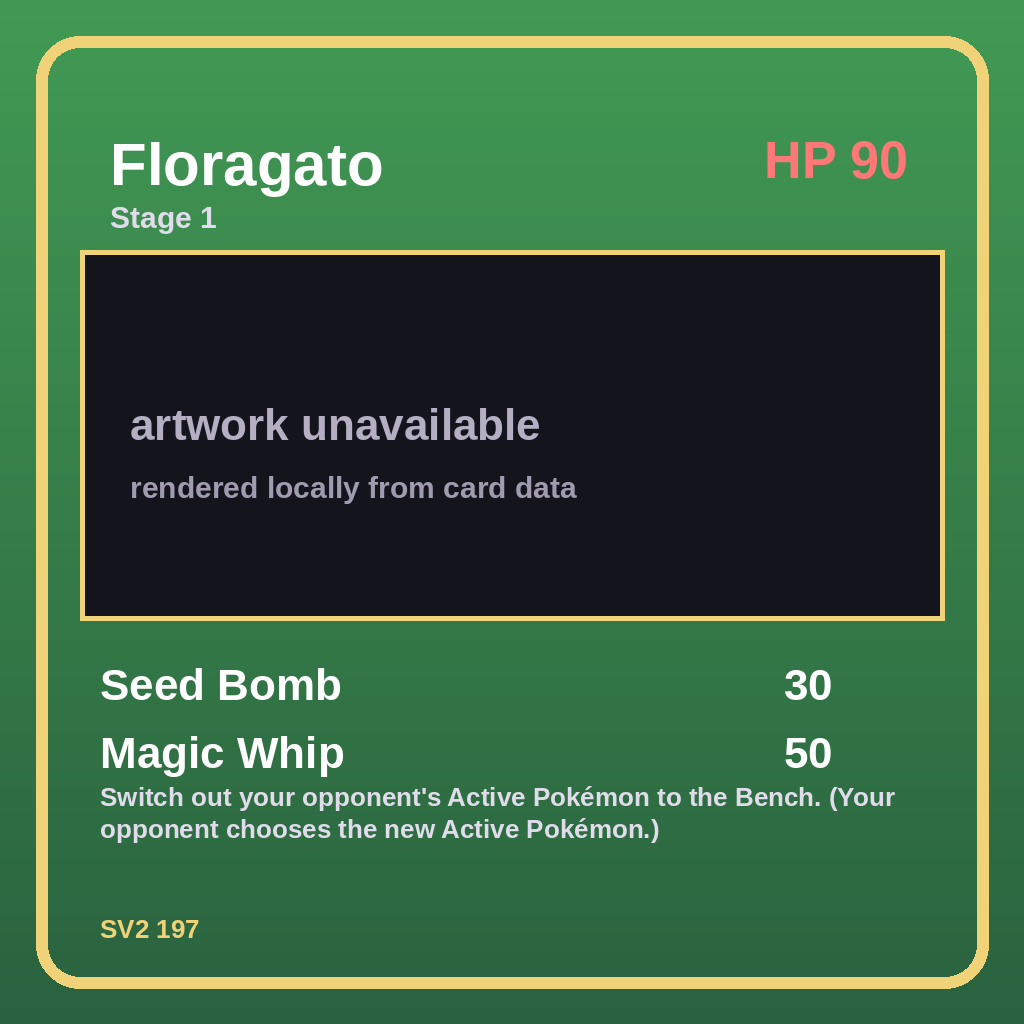 Floragato
HP 90
Stage 1
artwork unavailable
rendered locally from card data
Seed Bomb 30
Magic Whip 50
Switch out your opponent's Active Pokémon to the Bench. (Your
opponent chooses the new Active Pokémon.)
SV2 197